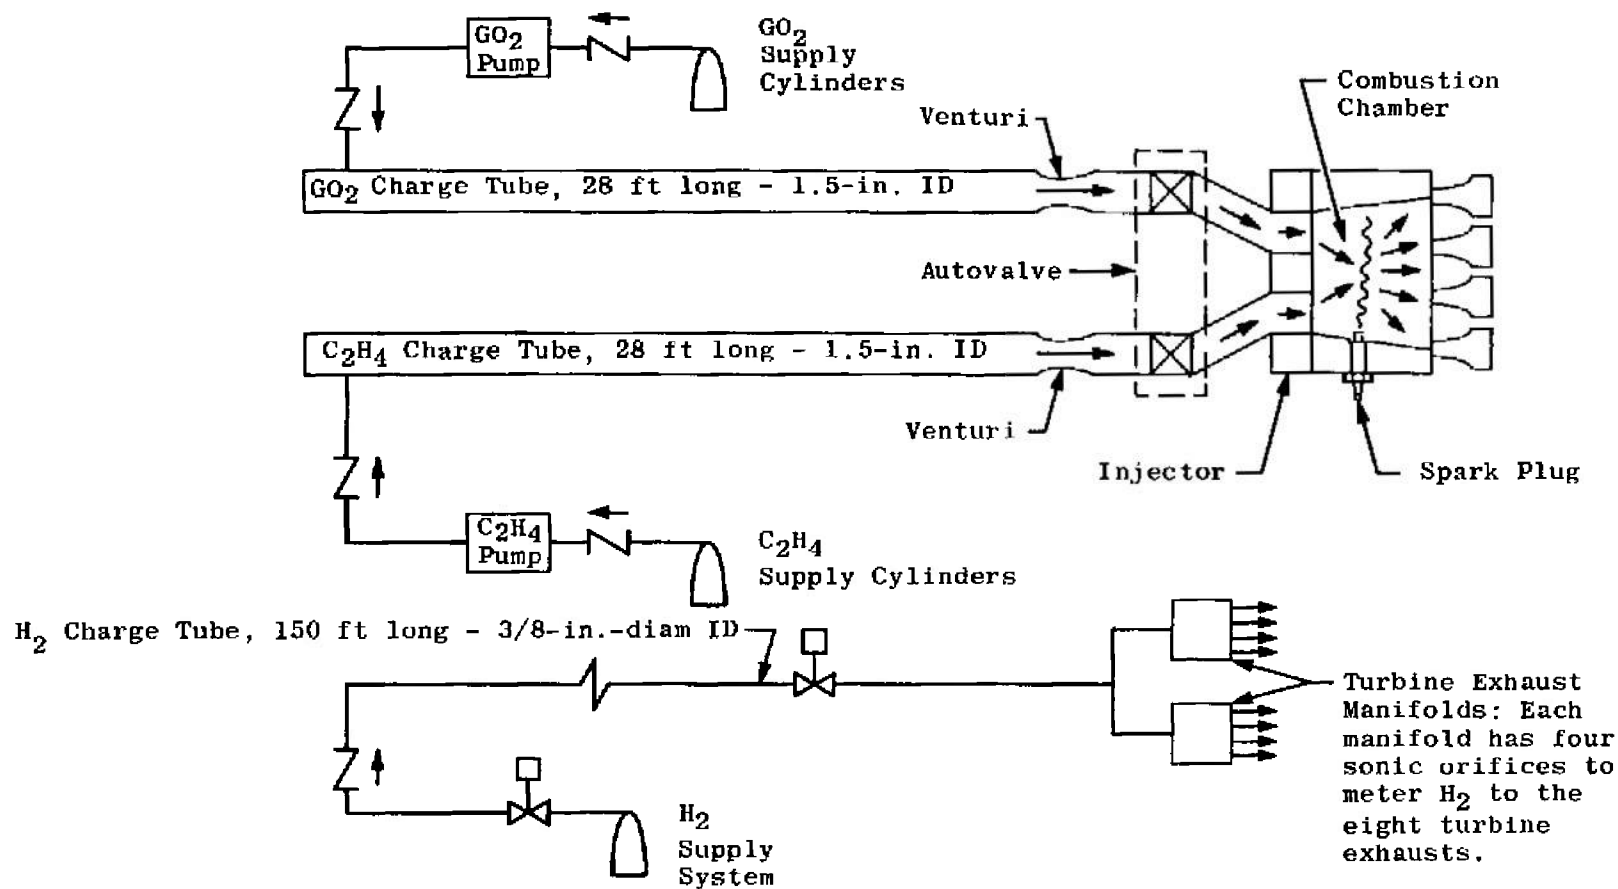 GO2
Pump
GO2
Supply
Cylinders
Combustion
Chamber
Venturi
GO2 Charge Tube, 28 ft long - 1.5-in. ID
Autovalve
C2H4 Charge Tube, 28 ft long - 1.5-in. ID
Venturi
Injector
Spark Plug
C2H4
Pump
C2H4
Supply Cylinders
H2 Charge Tube, 150 ft long - 3/8-in.-diam ID
Turbine Exhaust
Manifolds: Each
manifold has four
sonic orifices to
meter H2 to the
eight turbine
exhausts.
H2
Supply
System